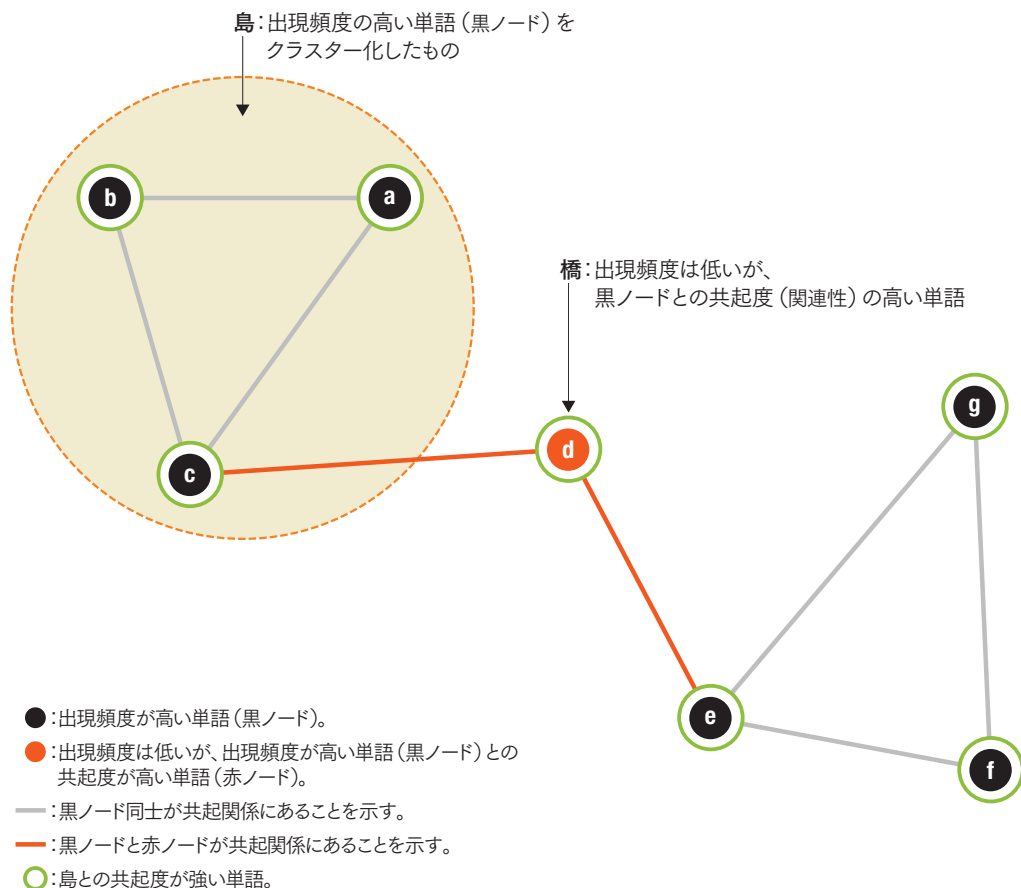 島：出現頻度の高い単語（黒ノード）を
クラスター化したもの
b
a
橋：出現頻度は低いが、
黒ノードとの共起度（関連性）の高い単語
g
d
c
e
f
：出現頻度が高い単語（黒ノード）。
：出現頻度は低いが、出現頻度が高い単語（黒ノード）との
共起度が高い単語（赤ノード）。
：黒ノード同士が共起関係にあることを示す。
：黒ノードと赤ノードが共起関係にあることを示す。
：島との共起度が強い単語。